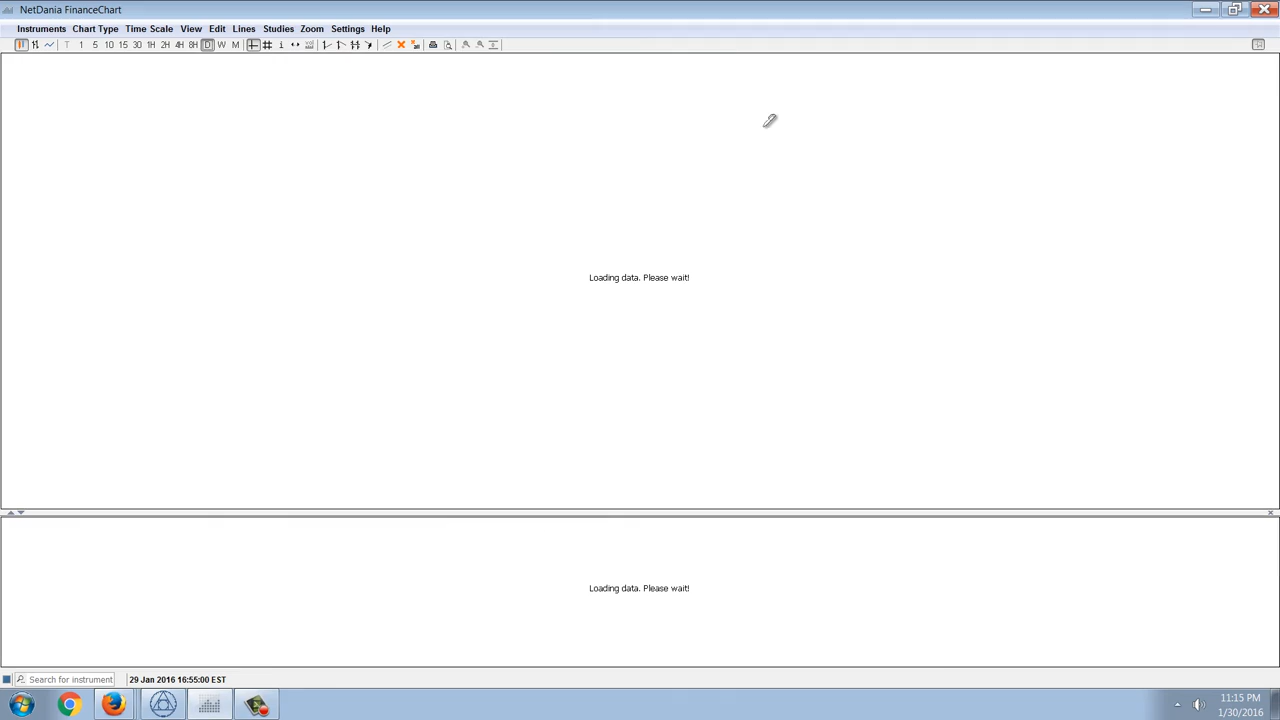 NetDania FinanceChart
Instruments Chart Type Time Scale View Edit Lines Studies Zoom Settings Help
T 1 5 10 15 30 1H 2H 4H 8H D W M
Loading data. Please wait!
Loading data. Please wait!
Search for instrument 29 Jan 2016 16:55:00 EST
11:15 PM
1/30/2016